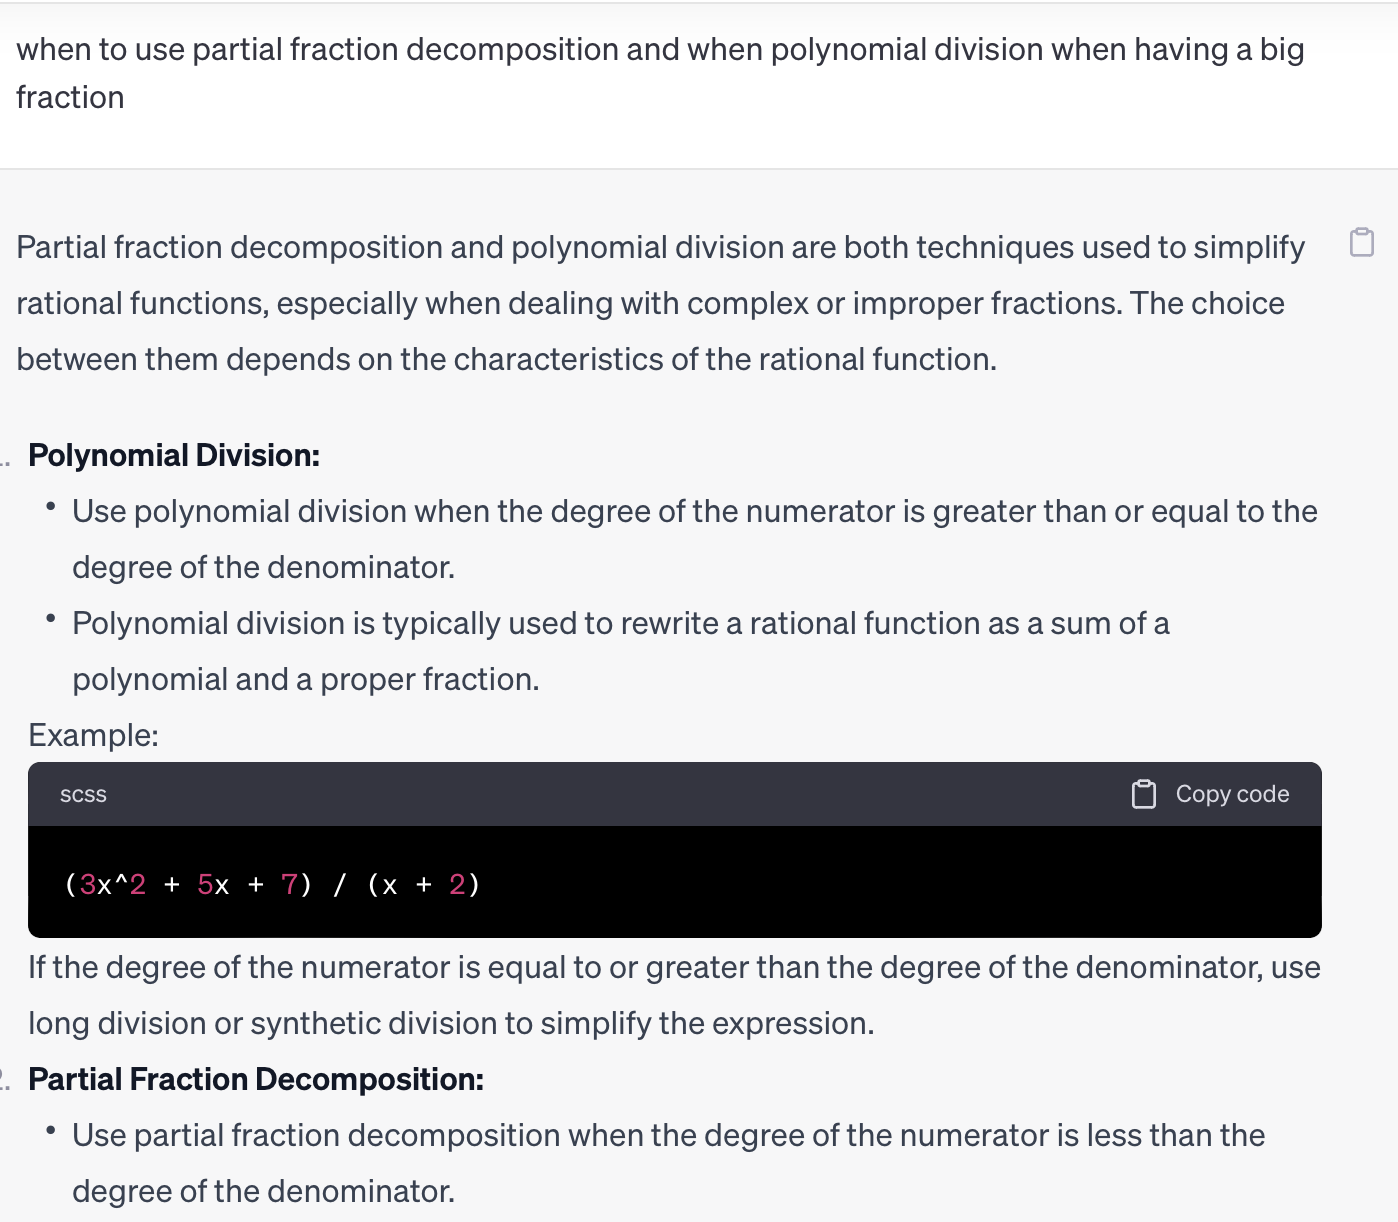 when to use partial fraction decomposition and when polynomial division when having a big
fraction
Partial fraction decomposition and polynomial division are both techniques used to simplify
rational functions, especially when dealing with complex or improper fractions. The choice
between them depends on the characteristics of the rational function.
. Polynomial Division:
• Use polynomial division when the degree of the numerator is greater than or equal to the
degree of the denominator.
• Polynomial division is typically used to rewrite a rational function as a sum of a
polynomial and a proper fraction.
Example:
scss Copy code
(3x^2 + 5x + 7) / (x + 2)
If the degree of the numerator is equal to or greater than the degree of the denominator, use
long division or synthetic division to simplify the expression.
. Partial Fraction Decomposition:
• Use partial fraction decomposition when the degree of the numerator is less than the
degree of the denominator.